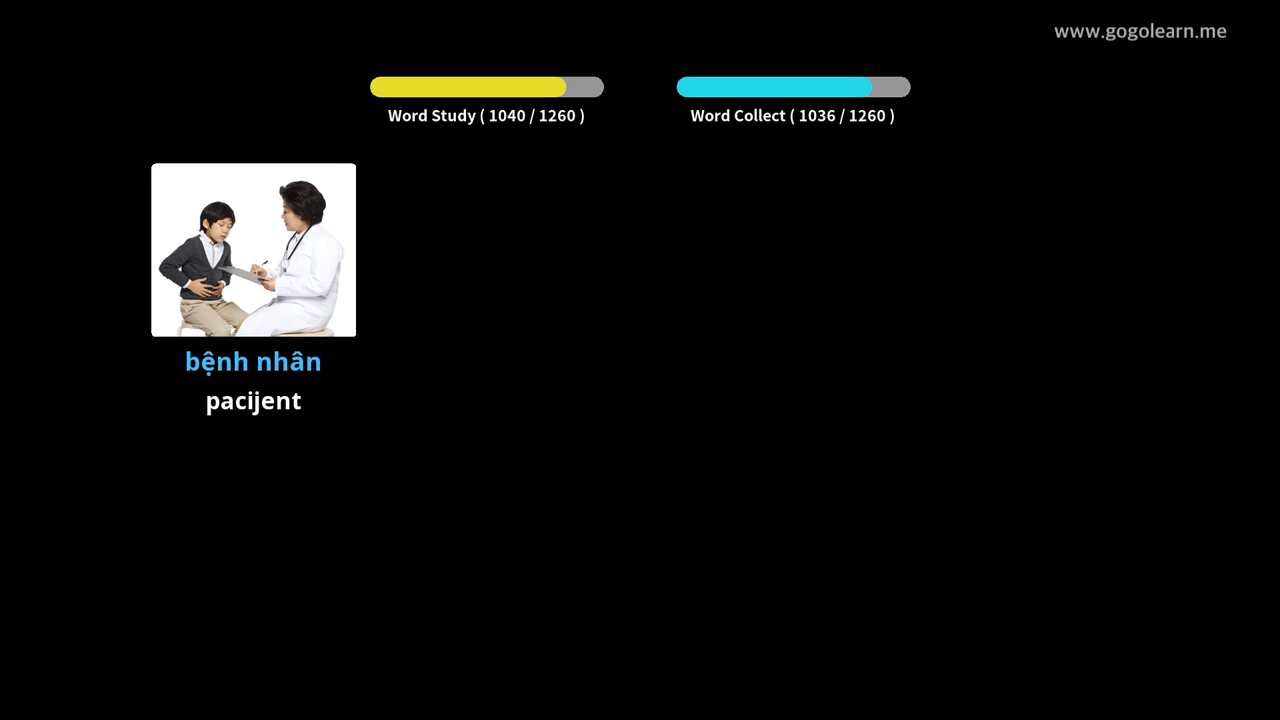 www.gogolearn.me
Word Study ( 1040 / 1260 )
Word Collect ( 1036 / 1260 )
bệnh nhân
pacijent